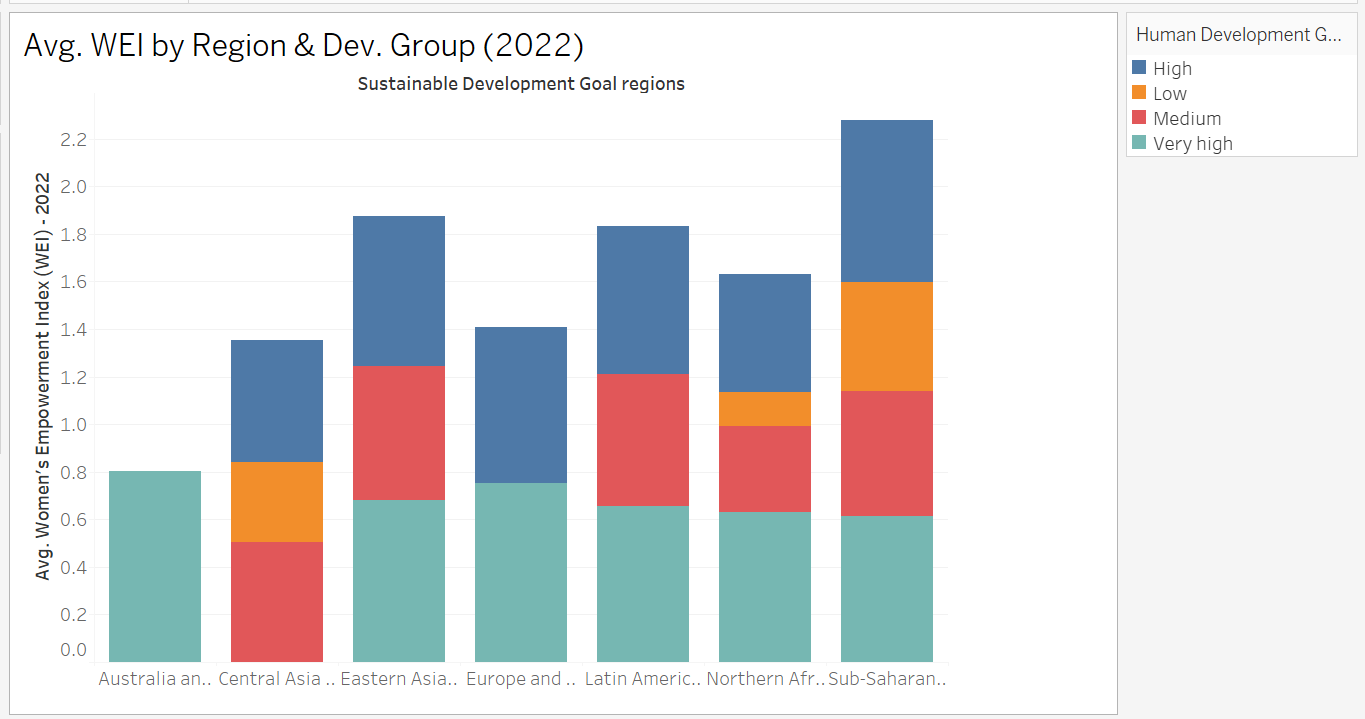 Avg. WEI by Region & Dev. Group (2022)
Sustainable Development Goal regions
Avg. Women's Empowerment Index (WEI) - 2022
2.2
2.0
1.8
1.6
1.4
1.2
1.0
0.8
0.6
0.4
0.2
0.0
Australia an.. Central Asia .. Eastern Asia.. Europe and .. Latin Americ.. Northern Afr.. Sub-Saharan..
Human Development G...
High
Low
Medium
Very high